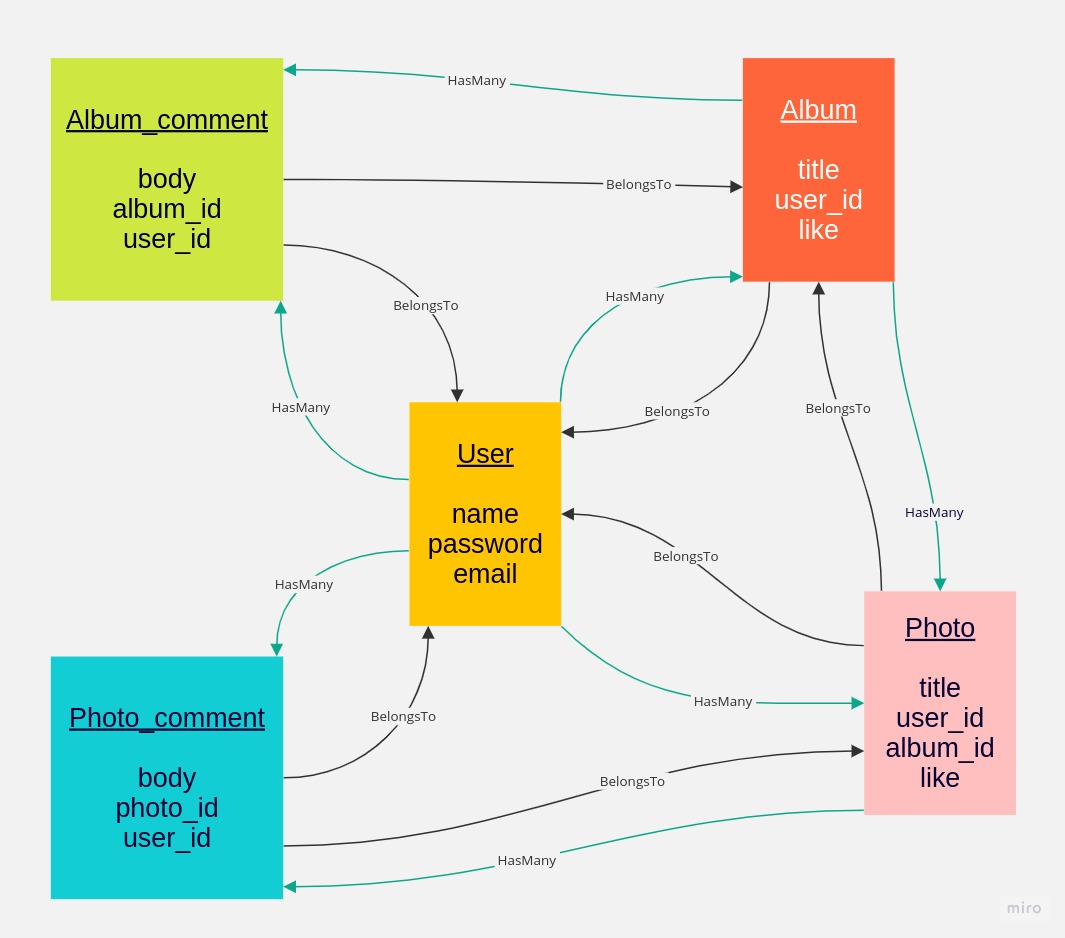 HasMany
Album_comment
body
album_id
user_id
Album
title
user_id
like
BelongsTo
BelongsTo
HasMany
HasMany
BelongsTo
BelongsTo
User
name
password
email
HasMany
BelongsTo
HasMany
Photo
title
user_id
album_id
like
HasMany
Photo_comment
body
photo_id
user_id
BelongsTo
BelongsTo
HasMany
miro